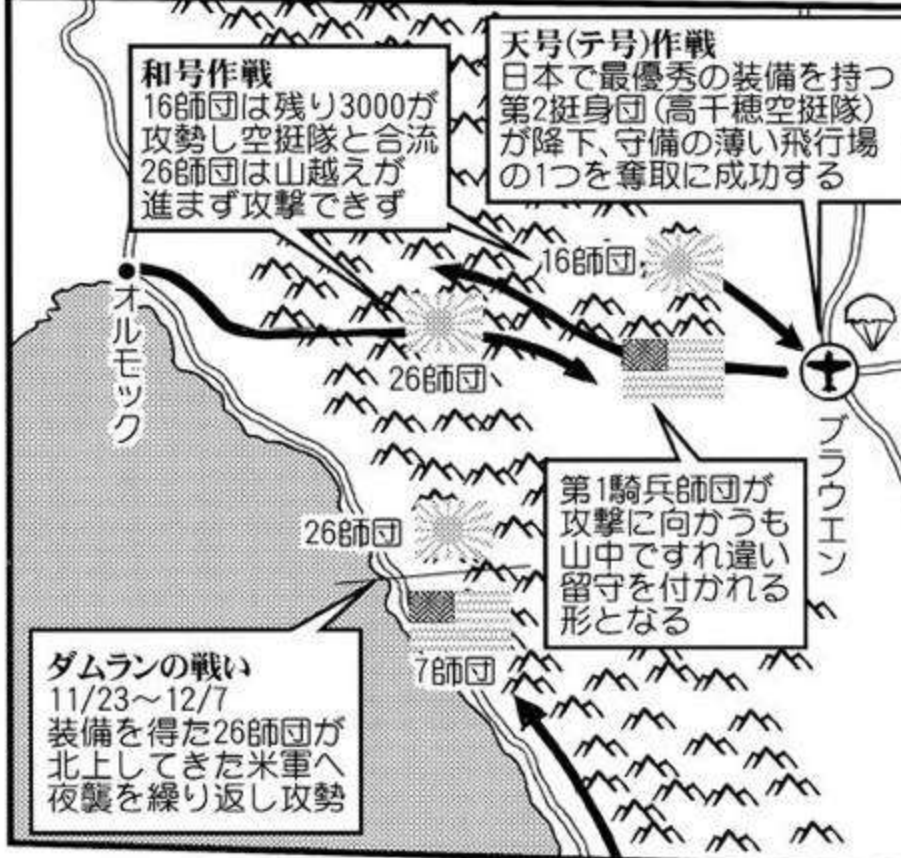 和号作戦
16師団は残り3000が
攻勢し空挺隊と合流
26師団は山越えが
進まず攻撃できず
天号(テ号)作戦
日本で最優秀の装備を持つ
第2挺身団(高千穂空挺隊)
が降下、守備の薄い飛行場
の1つを奪取に成功する
16師団
オルモック
26師団
ブラウエン
第1騎兵師団が
攻撃に向かうも
山中ですれ違い
留守を付かれる
形となる
26師団
7師団
ダムランの戦い
11/23～12/7
装備を得た26師団が
北上してきた米軍へ
夜襲を繰り返し攻勢